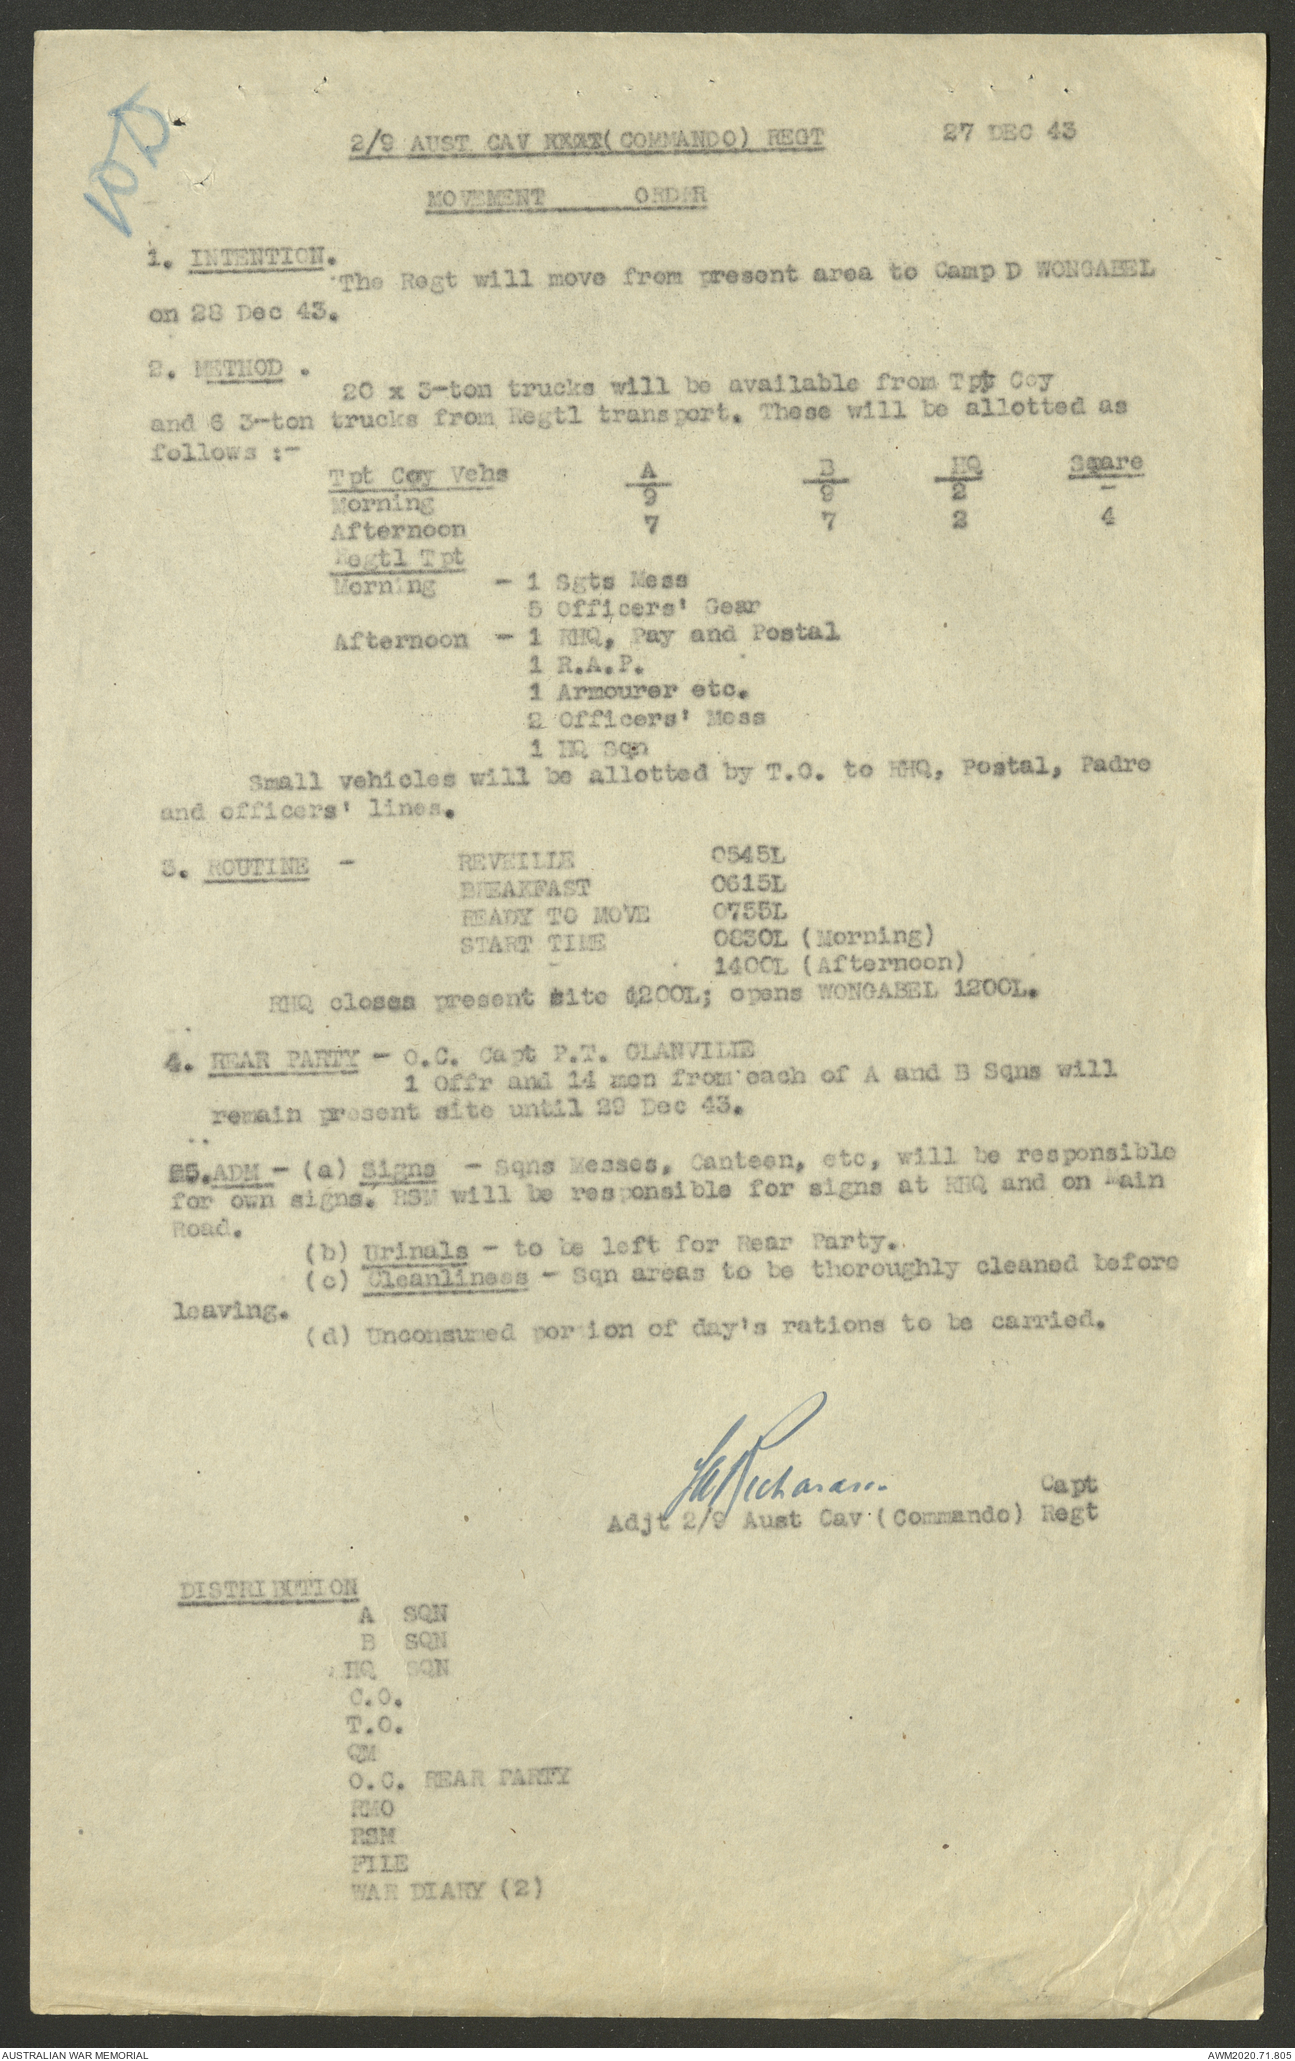 2/9 AUST CAV (COMMANDO) REGT 27 DEC 43
MOVEMENT ORDER
1. INTENTION.
The Regt will move from present area to Camp D WONGABEL
on 28 Dec 43.
2. METHOD .
20 x 3-ton trucks will be available from Tpt Coy
and 6 3-ton trucks from Regtl transport. These will be allotted as
follows :-
Tpt Coy Vehs A B HQ Spare
Morning 9 9 2 -
Afternoon 7 7 2 4
Regtl Tpt
Morning - 1 Sgts Mess
5 Officers' Gear
Afternoon - 1 RHQ, Pay and Postal
1 R.A.P.
1 Armourer etc.
2 Officers' Mess
1 HQ Sqn
Small vehicles will be allotted by T.O. to RHQ, Postal, Padre
and officers' lines.
3. ROUTINE - REVEILLE 0545L
BREAKFAST 0615L
READY TO MOVE 0755L
START TIME 0830L (Morning)
1400L (Afternoon)
RHQ closes present site 1200L; opens WONGABEL 1200L.
4. REAR PARTY - O.C. Capt P.T. GLANVILLE
1 Offr and 14 men from each of A and B Sqns will
remain present site until 29 Dec 43.
5. ADM - (a) Signs - Sqns Messes, Canteen, etc, will be responsible
for own signs. RSM will be responsible for signs at RHQ and on Main
Road.
(b) Urinals - to be left for Rear Party.
(c) Cleanliness - Sqn areas to be thoroughly cleaned before
leaving.
(d) Unconsumed portion of day's rations to be carried.
Richardson Capt
Adjt 2/9 Aust Cav (Commando) Regt
DISTRIBUTION
A SQN
B SQN
HQ SQN
C.O.
T.O.
QM
O.C. REAR PARTY
RMO
RSM
FILE
WAR DIARY (2)
AUSTRALIAN WAR MEMORIAL AWM2020.71.805